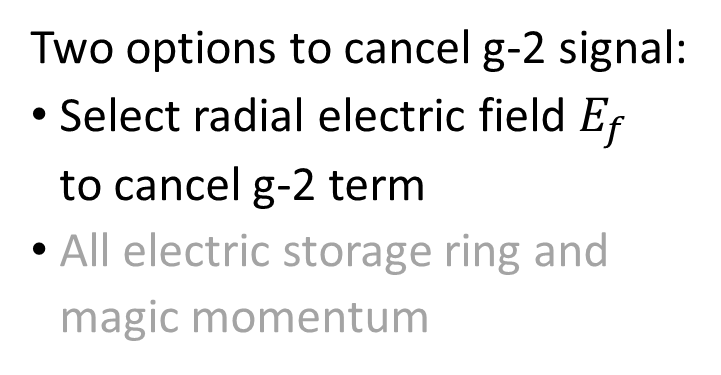 Two options to cancel g-2 signal:
• Select radial electric field E_f
to cancel g-2 term
• All electric storage ring and
magic momentum